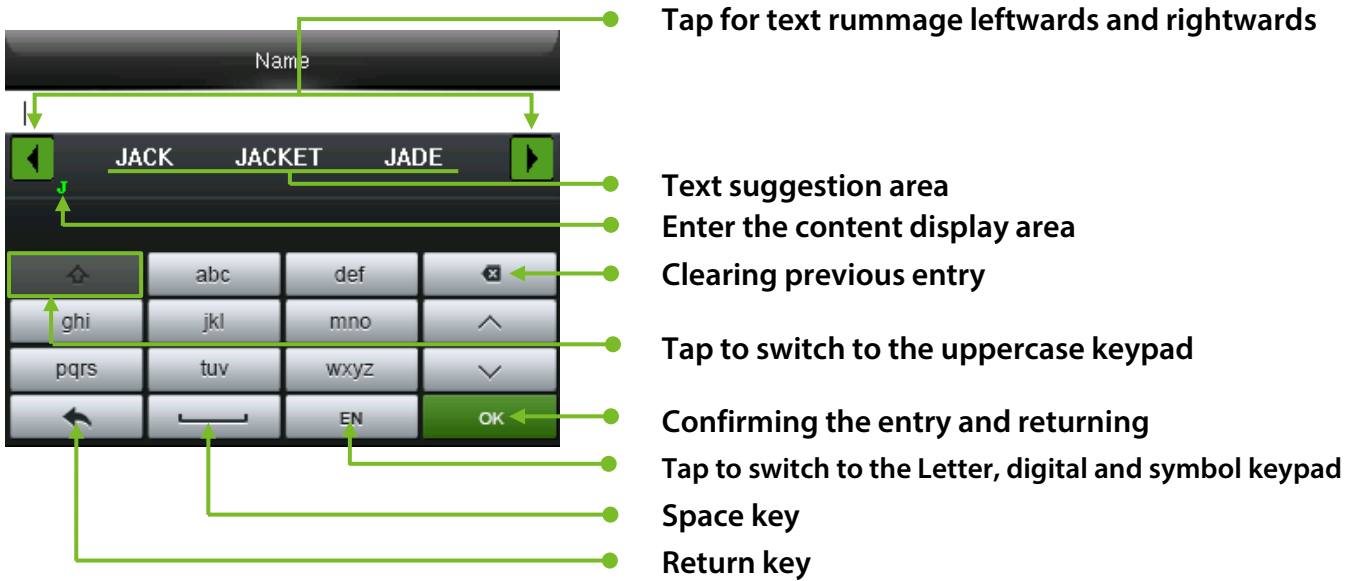 Tap for text rummage leftwards and rightwards
Name
JACK JACKET JADE
J
Text suggestion area
Enter the content display area
abc def
Clearing previous entry
ghi jkl mno
Tap to switch to the uppercase keypad
pqrs tuv wxyz
EN OK
Confirming the entry and returning
Tap to switch to the Letter, digital and symbol keypad
Space key
Return key